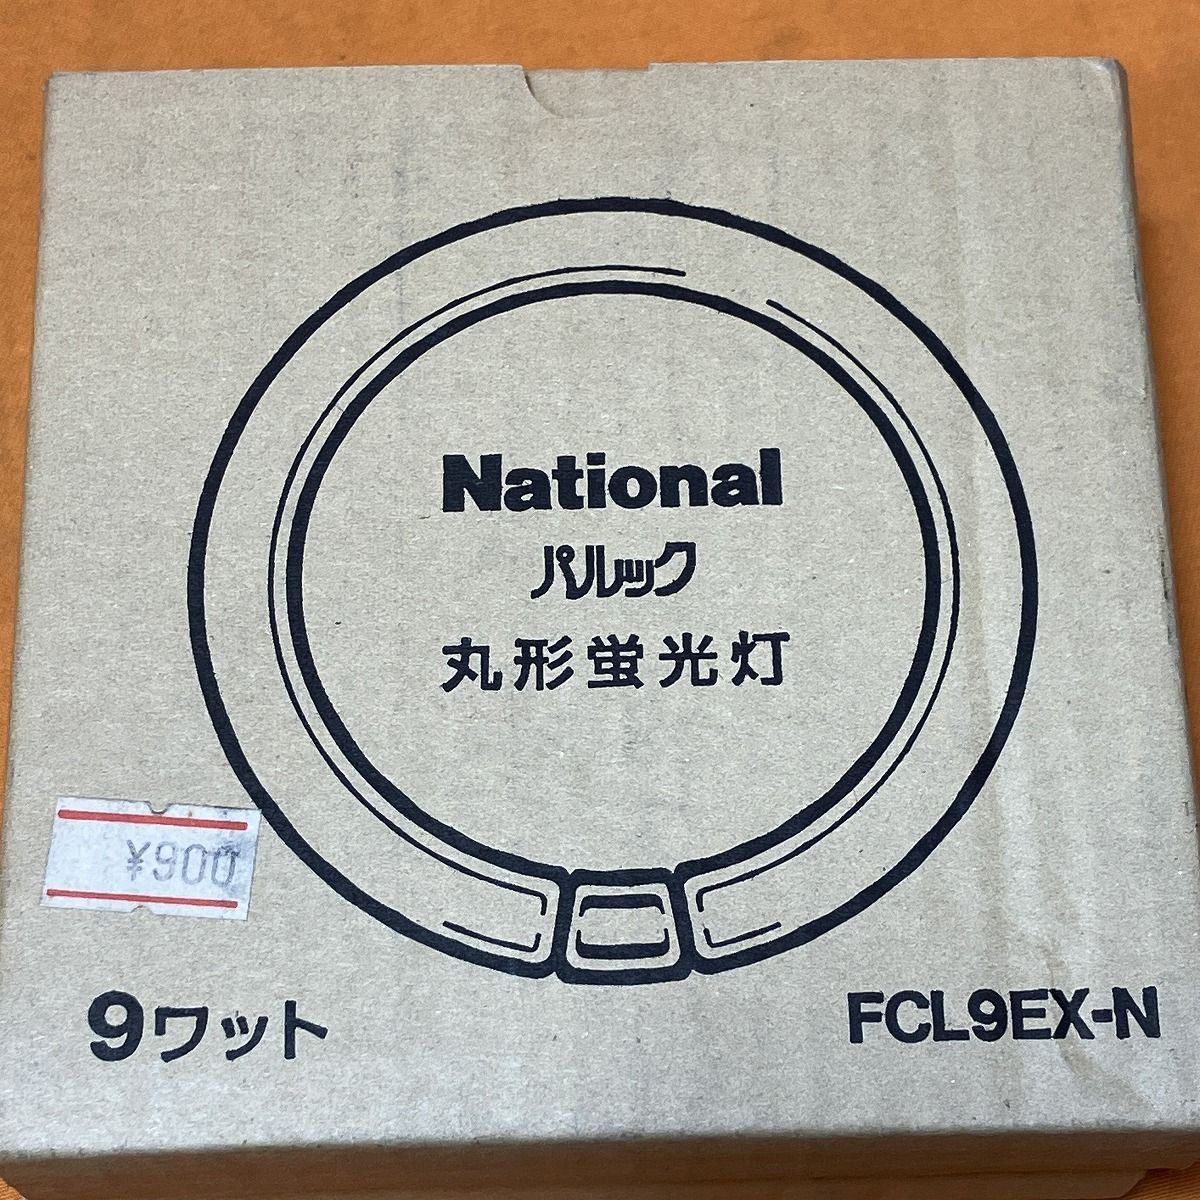 National
パルック
丸形蛍光灯
¥900
9ワット
FCL9EX-N